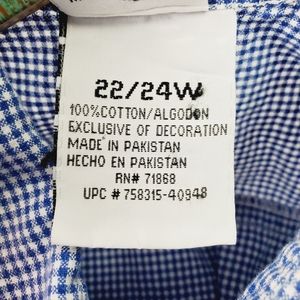 22/24W
100%COTTON/ALGODON
EXCLUSIVE OF DECORATION
MADE IN PAKISTAN
HECHO EN PAKISTAN
RN# 71868
UPC # 758315-40948